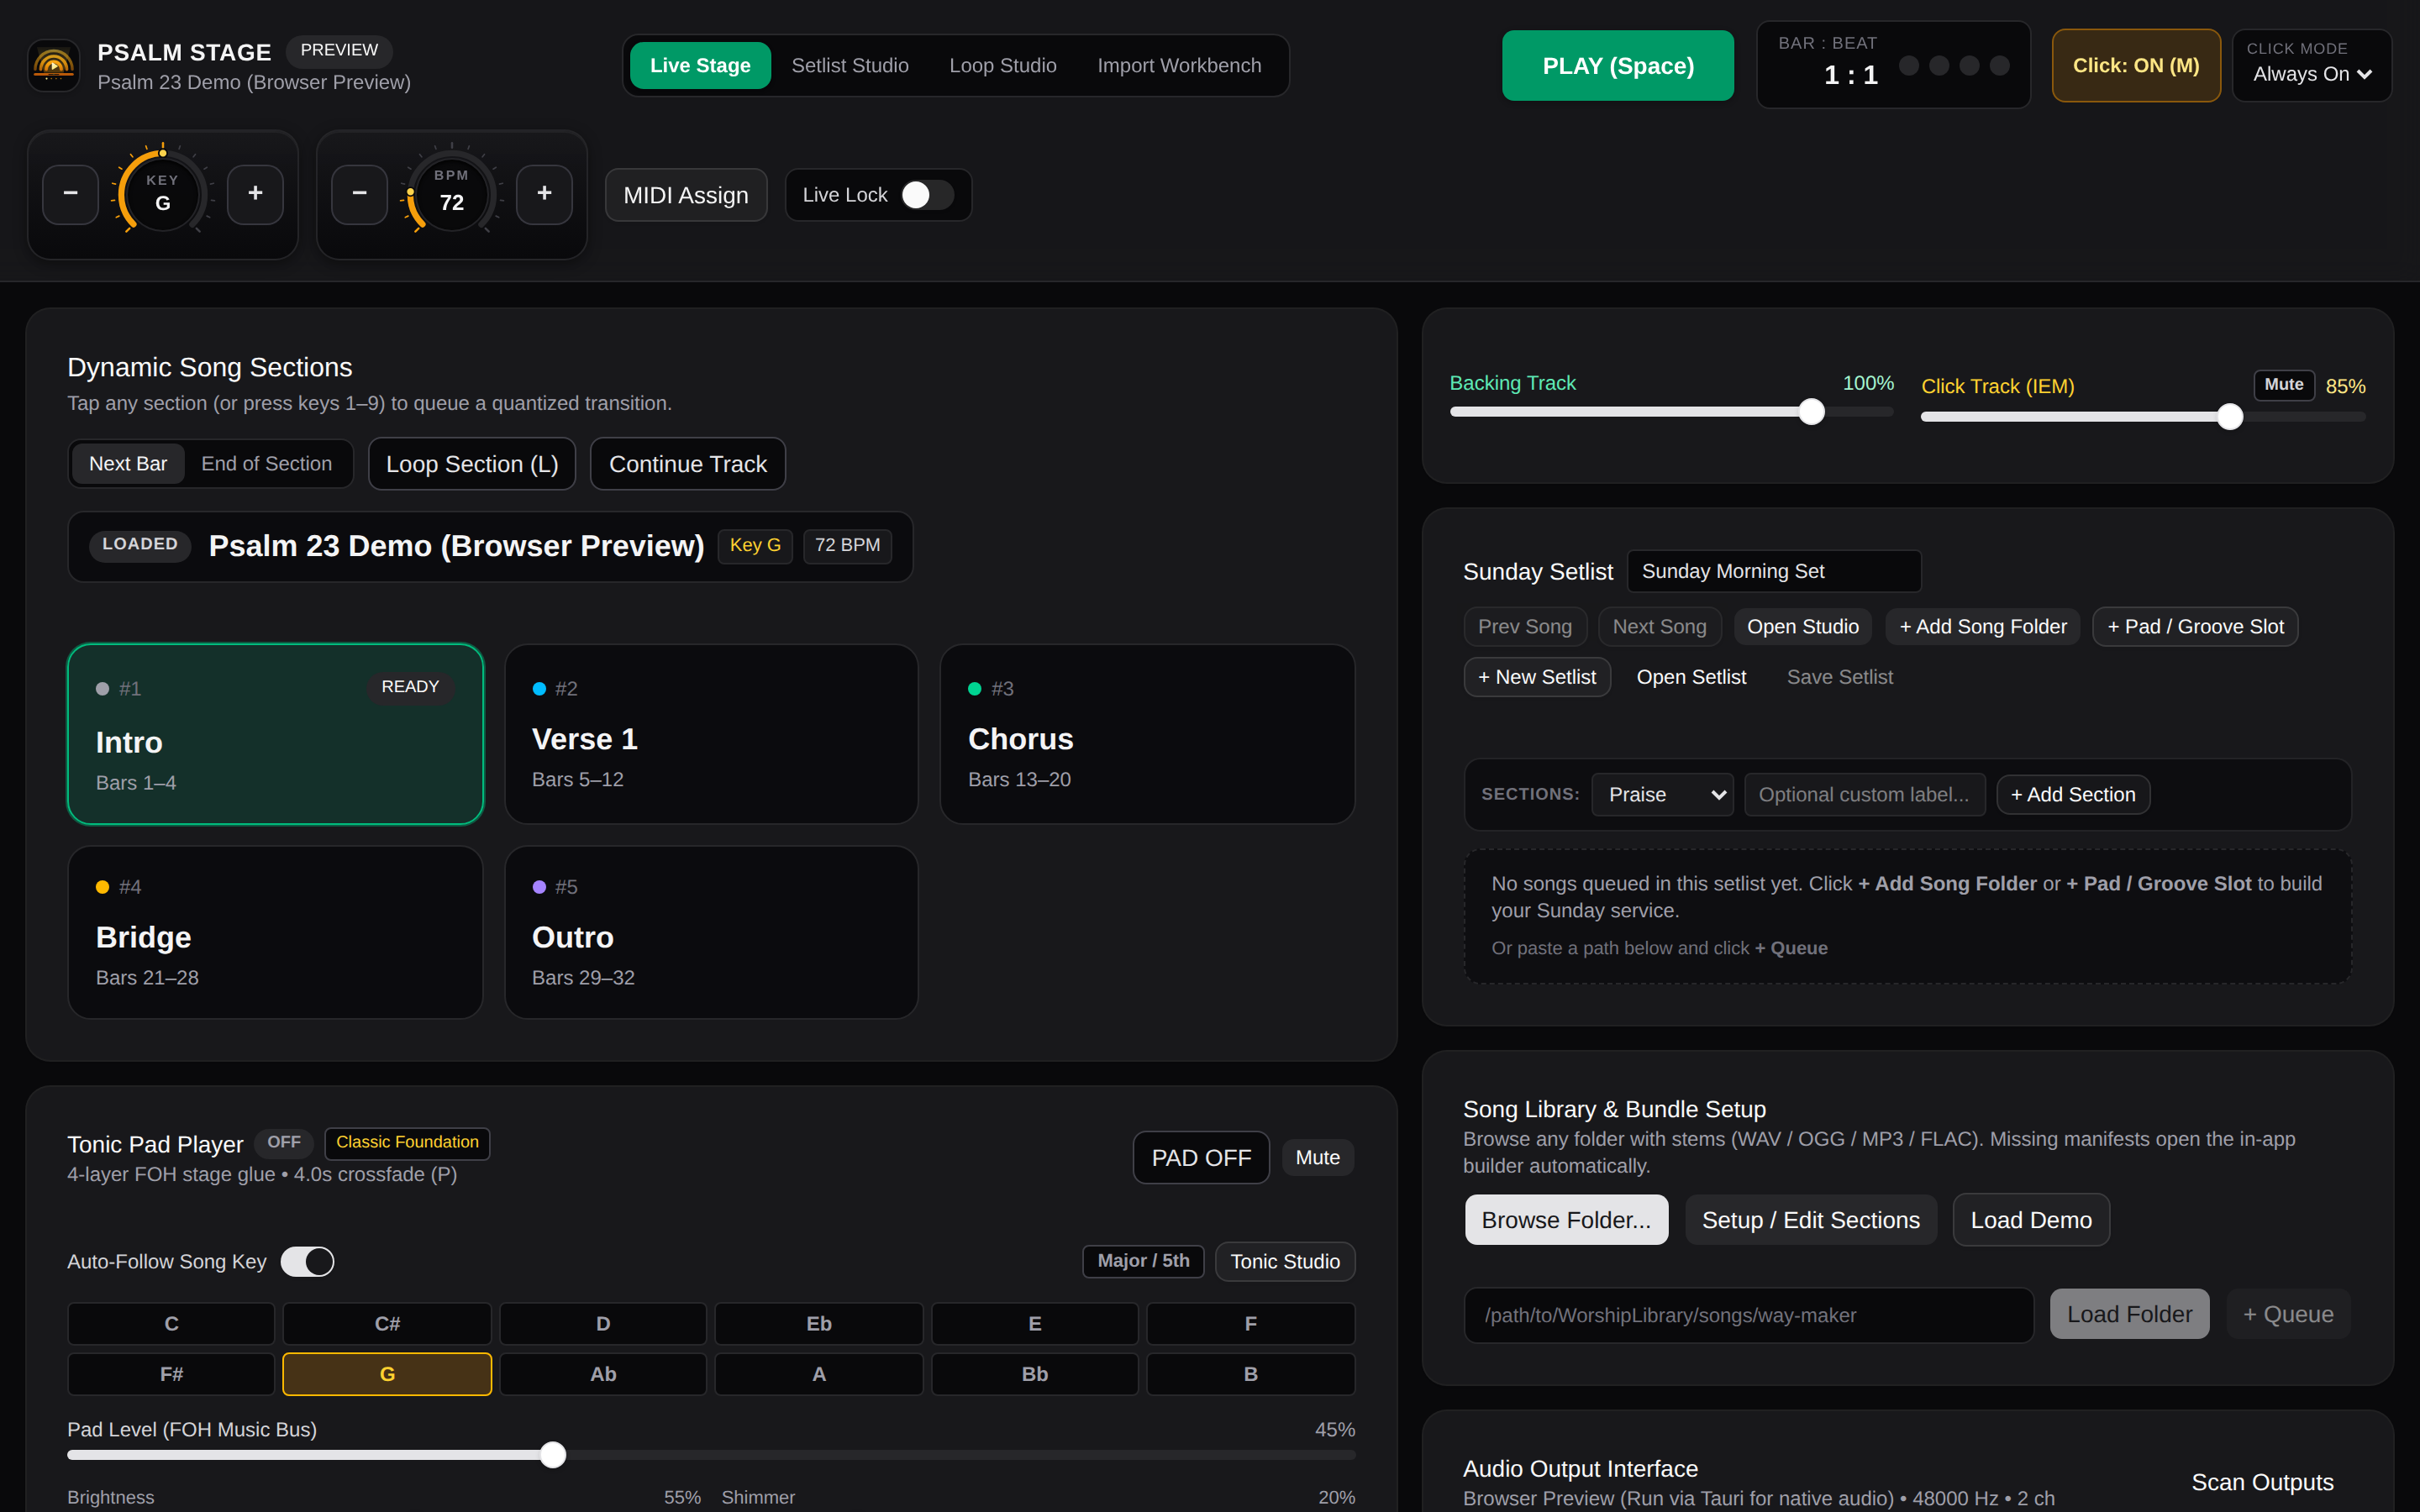 PSALM STAGE PREVIEW
Psalm 23 Demo (Browser Preview)
Live Stage Setlist Studio Loop Studio Import Workbench
PLAY (Space)
BAR : BEAT
1 : 1
Click: ON (M)
CLICK MODE
Always On
− KEY G +
− BPM 72 +
MIDI Assign
Live Lock
Dynamic Song Sections
Tap any section (or press keys 1–9) to queue a quantized transition.
Next Bar End of Section Loop Section (L) Continue Track
LOADED Psalm 23 Demo (Browser Preview) Key G 72 BPM
#1 READY
Intro
Bars 1–4
#2
Verse 1
Bars 5–12
#3
Chorus
Bars 13–20
#4
Bridge
Bars 21–28
#5
Outro
Bars 29–32
Tonic Pad Player OFF Classic Foundation
4-layer FOH stage glue • 4.0s crossfade (P)
PAD OFF Mute
Auto-Follow Song Key
Major / 5th Tonic Studio
C C# D Eb E F
F# G Ab A Bb B
Pad Level (FOH Music Bus) 45%
Brightness 55% Shimmer 20%
Backing Track 100%
Click Track (IEM) Mute 85%
Sunday Setlist Sunday Morning Set
Prev Song Next Song Open Studio + Add Song Folder + Pad / Groove Slot
+ New Setlist Open Setlist Save Setlist
SECTIONS: Praise Optional custom label... + Add Section
No songs queued in this setlist yet. Click + Add Song Folder or + Pad / Groove Slot to build
your Sunday service.
Or paste a path below and click + Queue
Song Library & Bundle Setup
Browse any folder with stems (WAV / OGG / MP3 / FLAC). Missing manifests open the in-app
builder automatically.
Browse Folder... Setup / Edit Sections Load Demo
/path/to/WorshipLibrary/songs/way-maker Load Folder + Queue
Audio Output Interface
Browser Preview (Run via Tauri for native audio) • 48000 Hz • 2 ch
Scan Outputs